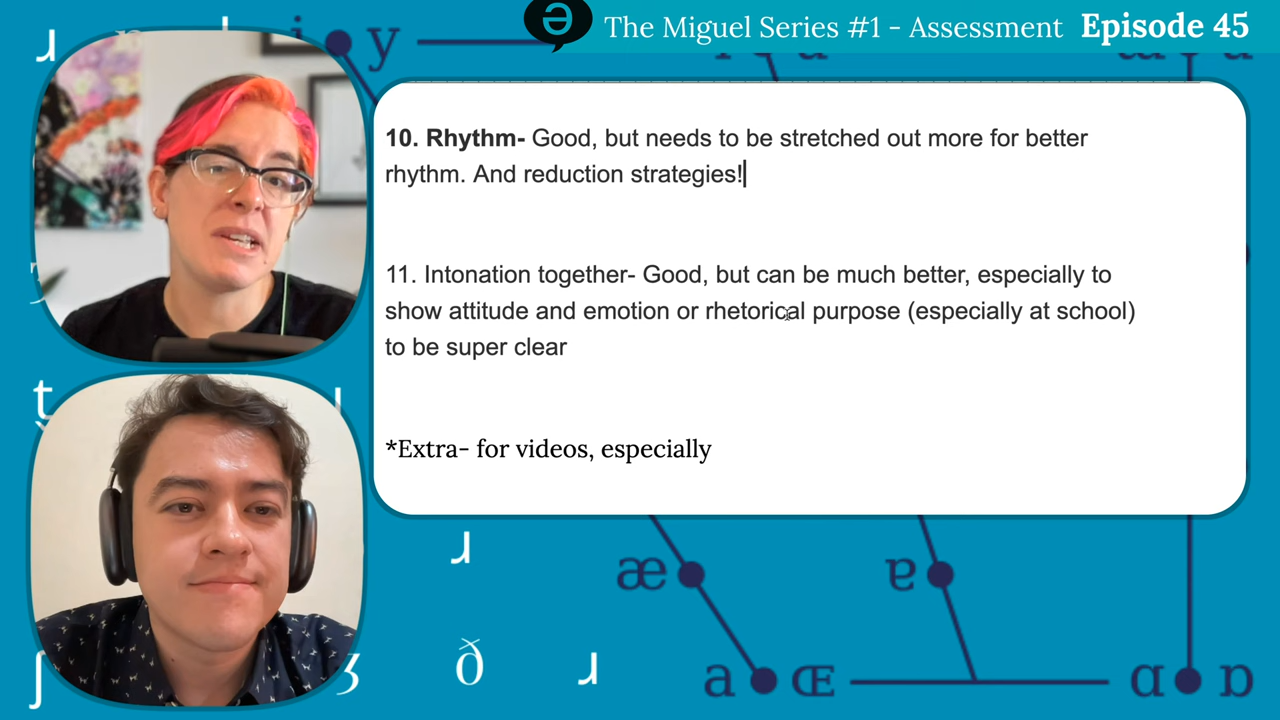 ə The Miguel Series #1 - Assessment Episode 45
ɹ
i y
10. Rhythm- Good, but needs to be stretched out more for better
rhythm. And reduction strategies!
11. Intonation together- Good, but can be much better, especially to
show attitude and emotion or rhetorical purpose (especially at school)
to be super clear
*Extra- for videos, especially
t
ɹ
æ ɐ
ʃ ʒ ð ɹ a Œ ɑ ɒ